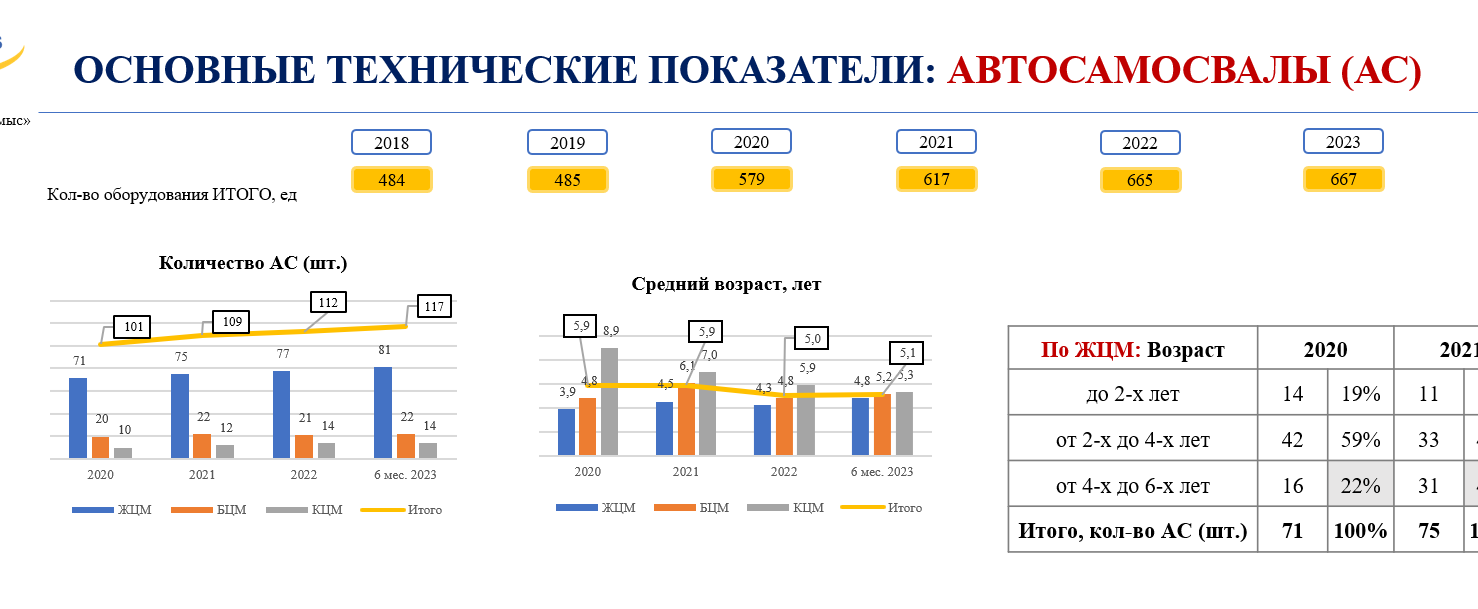 ОСНОВНЫЕ ТЕХНИЧЕСКИЕ ПОКАЗАТЕЛИ: АВТОСАМОСВАЛЫ (АС)
мыс»
2018 2019 2020 2021 2022 2023
484 485 579 617 665 667
Кол-во оборудования ИТОГО, ед
Количество АС (шт.)
101 109 112 117
71 75 77 81
20 22 21 22
10 12 14 14
2020 2021 2022 6 мес. 2023
ЖЦМ БЦМ КЦМ Итого
Средний возраст, лет
5,9 5,9 5,0 5,1
8,9 7,0 5,9 5,3
4,8 6,1 4,8 5,2
3,9 4,5 4,3 4,8
2020 2021 2022 6 мес. 2023
ЖЦМ БЦМ КЦМ Итого
По ЖЦМ: Возраст 2020 2021
до 2-х лет 14 19% 11
от 2-х до 4-х лет 42 59% 33
от 4-х до 6-х лет 16 22% 31
Итого, кол-во АС (шт.) 71 100% 75